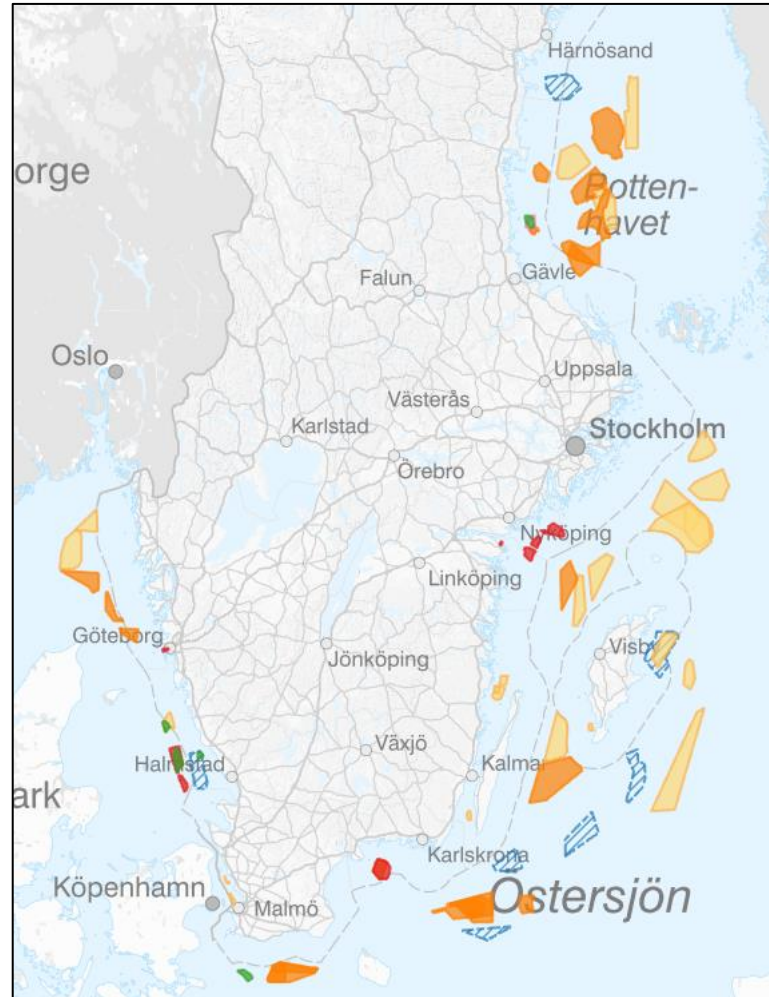 Härnösand
orge
Botten-
havet
Falun
Gävle
Oslo
Uppsala
Västerås
Karlstad
Stockholm
Örebro
Nyköping
Linköping
Göteborg
Visby
Jönköping
Växjö
Halmstad
Kalmar
ark
Karlskrona
Köpenhamn
Malmö
Östersjön